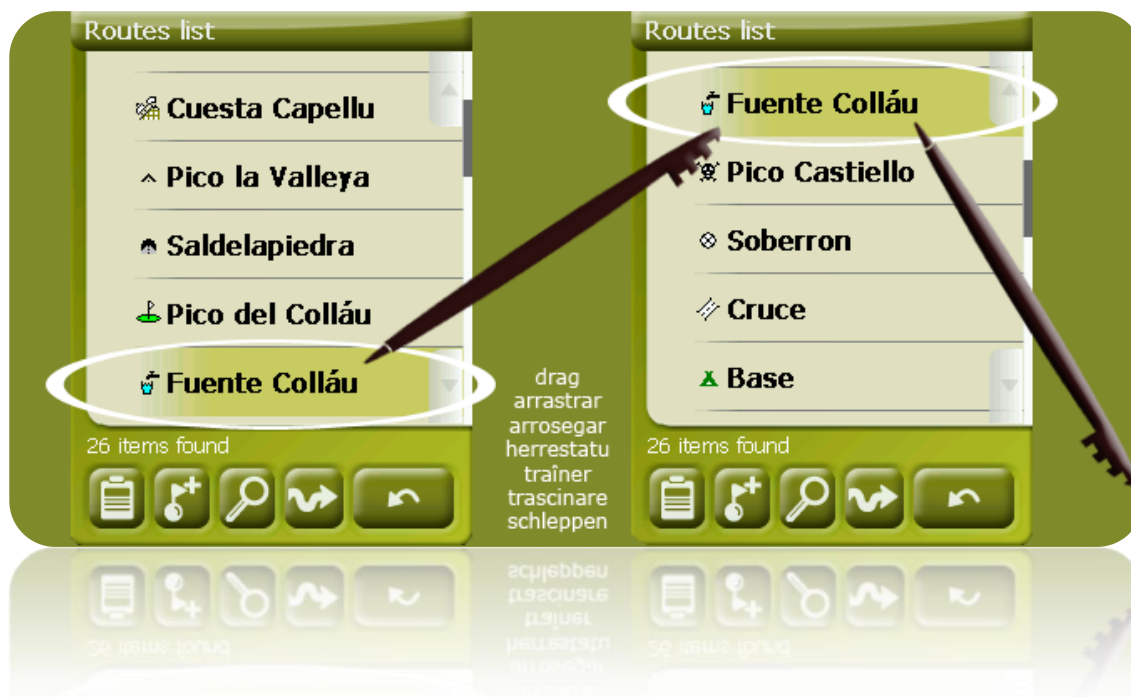 Routes list
Cuesta Capellu
Pico la Valleya
Saldelapiedra
Pico del Colláu
Fuente Colláu
26 items found
drag
arrastrar
arrosegar
herrestatu
traîner
trascinare
schleppen
Routes list
Fuente Colláu
Pico Castiello
Soberron
Cruce
Base
26 items found